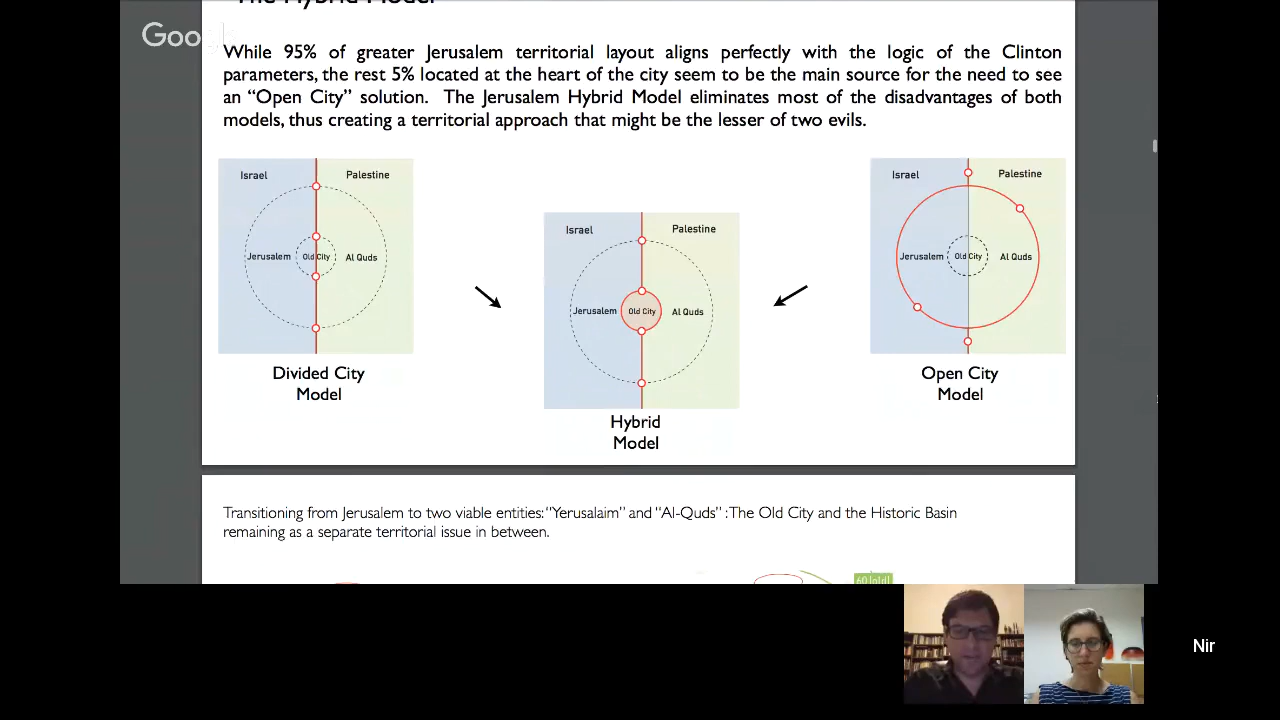 The Hybrid Model
Goo
While 95% of greater Jerusalem territorial layout aligns perfectly with the logic of the Clinton
parameters, the rest 5% located at the heart of the city seem to be the main source for the need to see
an “Open City” solution. The Jerusalem Hybrid Model eliminates most of the disadvantages of both
models, thus creating a territorial approach that might be the lesser of two evils.
Israel Palestine
Jerusalem Old City Al Quds
Divided City
Model
Israel Palestine
Jerusalem Old City Al Quds
Hybrid
Model
Israel Palestine
Jerusalem Old City Al Quds
Open City
Model
Transitioning from Jerusalem to two viable entities: “Yerusalaim” and “Al-Quds” : The Old City and the Historic Basin
remaining as a separate territorial issue in between.
Nir